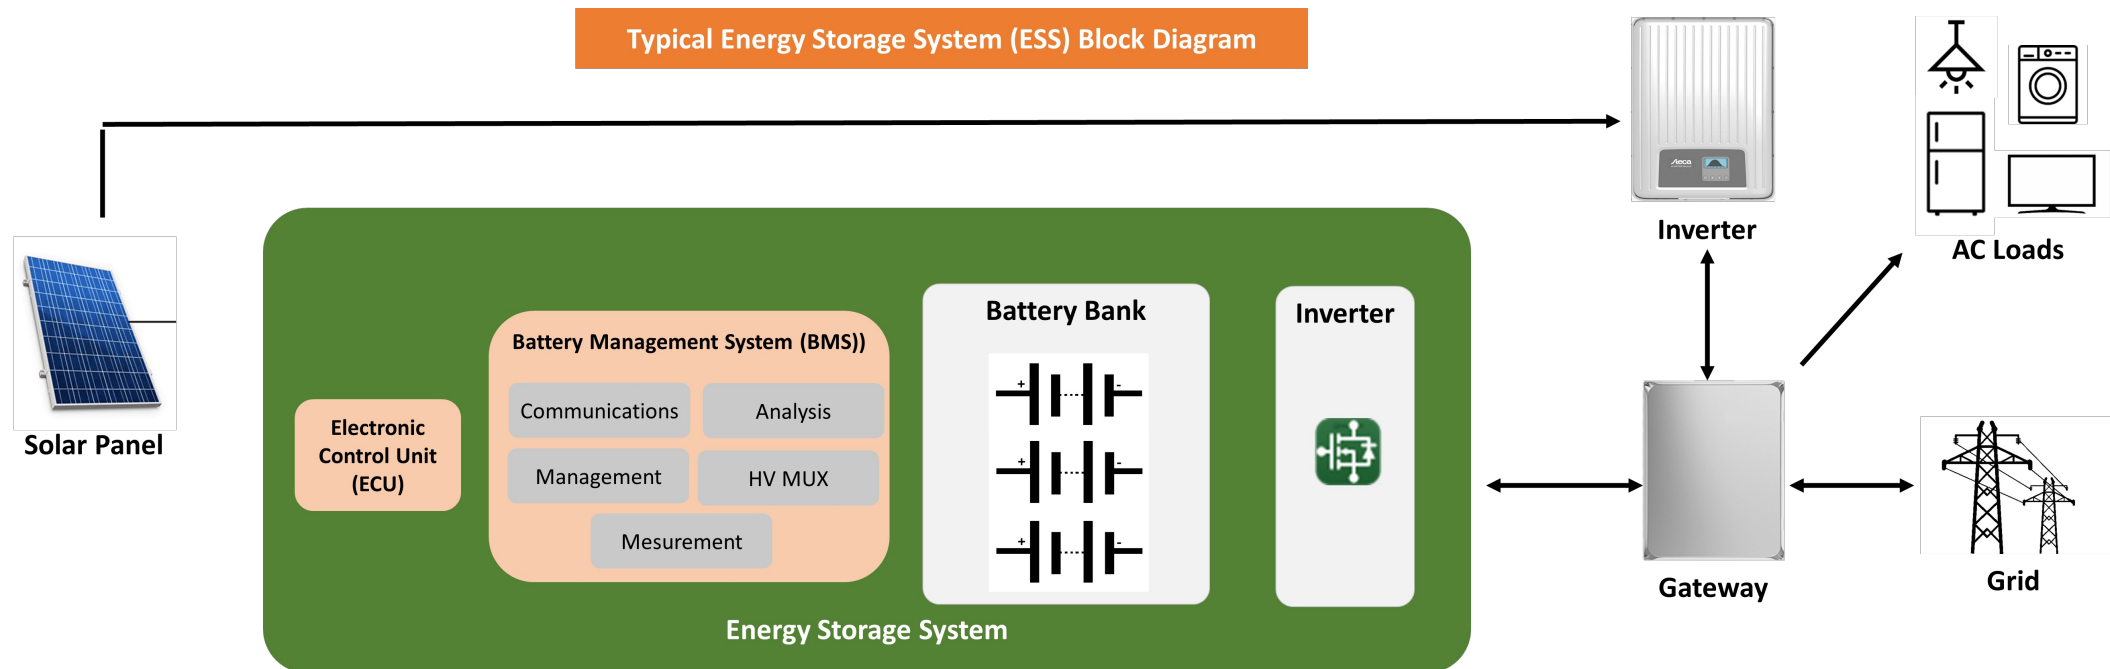 Typical Energy Storage System (ESS) Block Diagram
Steca
Inverter
AC Loads
Solar Panel
Electronic
Control Unit
(ECU)
Battery Management System (BMS))
Communications
Analysis
Management
HV MUX
Mesurement
Battery Bank
+
-
+
-
+
-
Inverter
Energy Storage System
Gateway
Grid